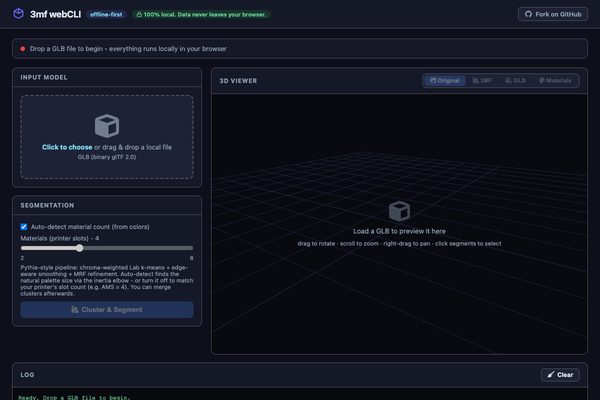 3mf webCLI offline-first 100% local. Data never leaves your browser. Fork on GitHub
Drop a GLB file to begin - everything runs locally in your browser
INPUT MODEL
Click to choose or drag & drop a local file
GLB (binary glTF 2.0)
SEGMENTATION
Auto-detect material count (from colors)
Materials (printer slots) - 4
2 8
Pythia-style pipeline: chroma-weighted Lab k-means + edge-
aware smoothing + MRF refinement. Auto-detect finds the
natural palette size via the inertia elbow - or turn it off to match
your printer's slot count (e.g. AMS = 4). You can merge
clusters afterwards.
Cluster & Segment
3D VIEWER
Original 3MF GLB Materials
Load a GLB to preview it here
drag to rotate · scroll to zoom · right-drag to pan · click segments to select
LOG
Clear
Ready. Drop a GLB file to begin.